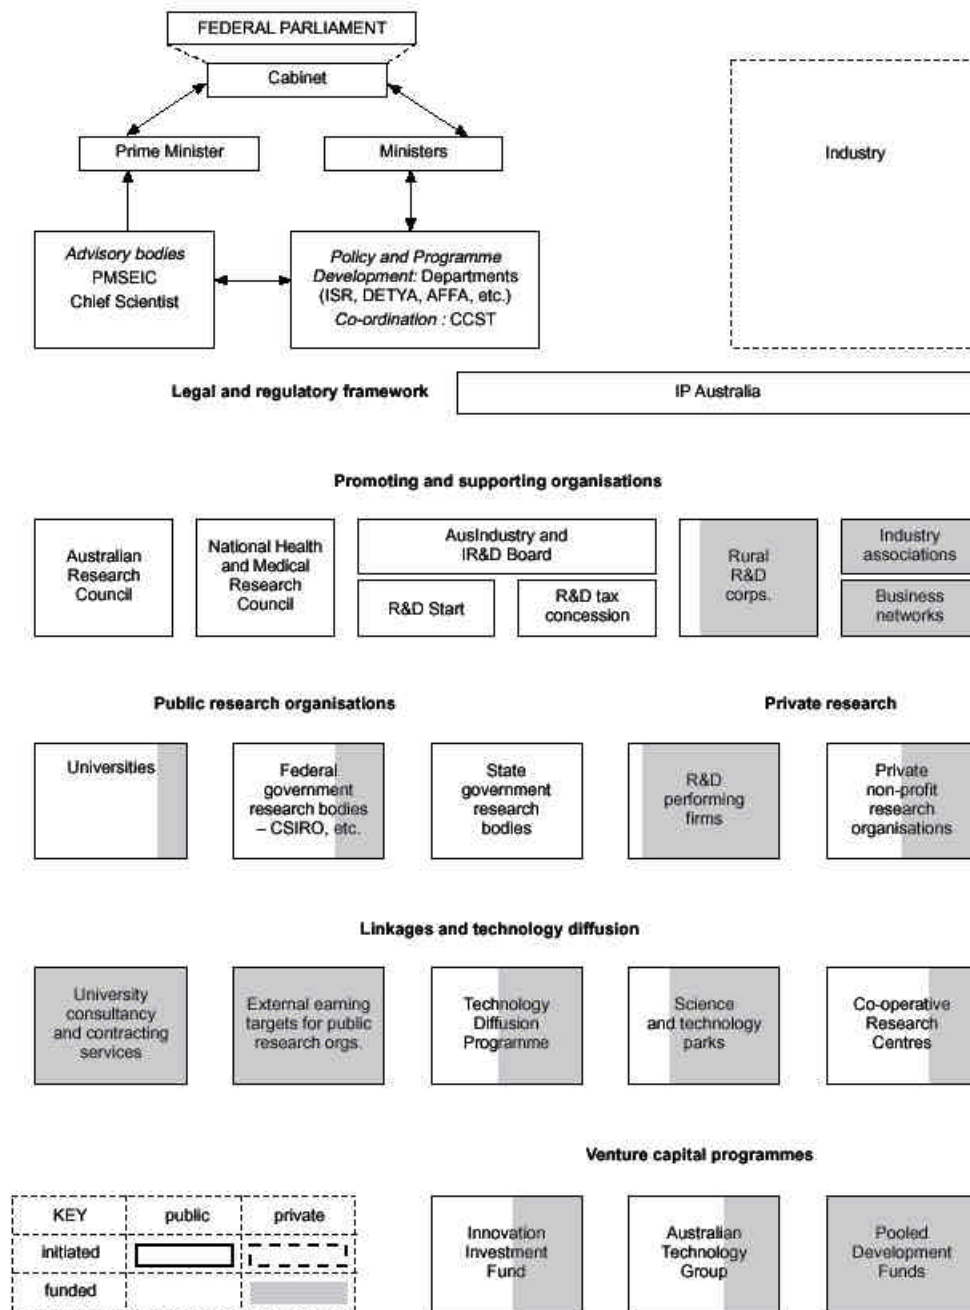 FEDERAL PARLIAMENT
Cabinet
Prime Minister
Ministers
Industry
Advisory bodies
PMSEIC
Chief Scientist
Policy and Programme
Development: Departments
(ISR, DETYA, AFFA, etc.)
Co-ordination : CCST
Legal and regulatory framework
IP Australia
Promoting and supporting organisations
Australian
Research
Council
National Health
and Medical
Research
Council
AusIndustry and
IR&D Board
R&D Start
R&D tax
concession
Rural
R&D
corps.
Industry
associations
Business
networks
Public research organisations
Private research
Universities
Federal
government
research bodies
– CSIRO, etc.
State
government
research
bodies
R&D
performing
firms
Private
non-profit
research
organisations
Linkages and technology diffusion
University
consultancy
and contracting
services
External earning
targets for public
research orgs.
Technology
Diffusion
Programme
Science
and technology
parks
Co-operative
Research
Centres
Venture capital programmes
KEY
public
private
initiated
funded
Innovation
Investment
Fund
Australian
Technology
Group
Pooled
Development
Funds